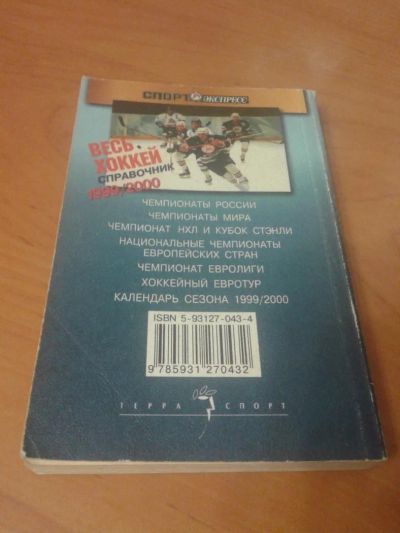 СПОРТ ЭКСПРЕСС
ВЕСЬ
ХОККЕЙ
СПРАВОЧНИК
1999/2000
ЧЕМПИОНАТЫ РОССИИ
ЧЕМПИОНАТЫ МИРА
ЧЕМПИОНАТ НХЛ И КУБОК СТЭНЛИ
НАЦИОНАЛЬНЫЕ ЧЕМПИОНАТЫ
ЕВРОПЕЙСКИХ СТРАН
ЧЕМПИОНАТ ЕВРОЛИГИ
ХОККЕЙНЫЙ ЕВРОТУР
КАЛЕНДАРЬ СЕЗОНА 1999/2000
ISBN 5-93127-043-4
9 785931 270432
ТЕРРА СПОРТ